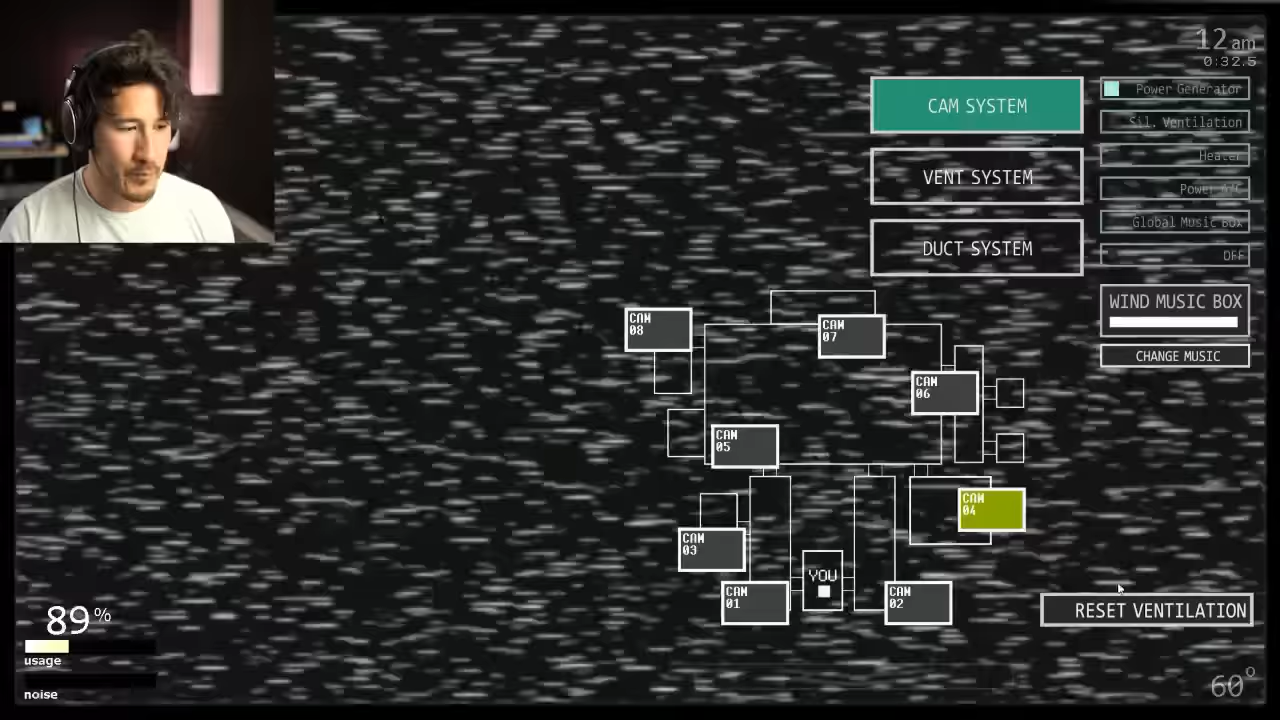 12 am
0:32.5
CAM SYSTEM
VENT SYSTEM
DUCT SYSTEM
Power Generator
Sil. Ventilation
Heater
Power A/C
Global Music Box
OFF
WIND MUSIC BOX
CHANGE MUSIC
CAM
08
CAM
07
CAM
06
CAM
05
CAM
04
CAM
03
CAM
01
YOU
CAM
02
RESET VENTILATION
89%
usage
noise
60°